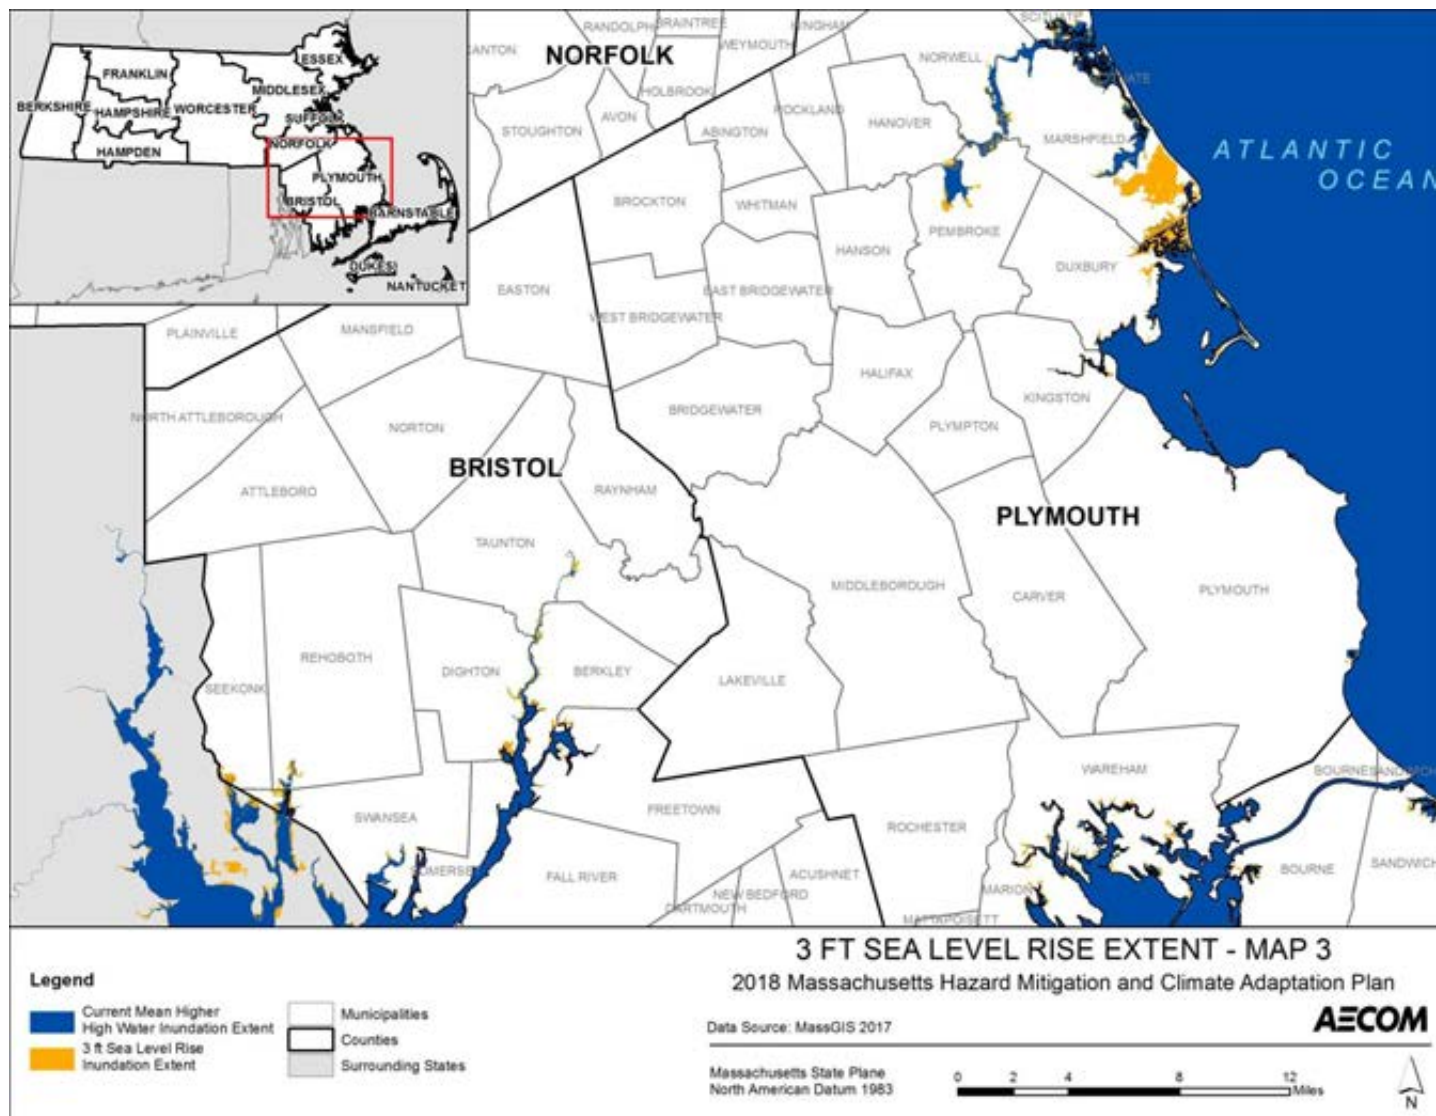 ESSEX
FRANKLIN
MIDDLESEX
BERKSHIRE
HAMPSHIRE
WORCESTER
SUFFOLK
HAMPDEN
NORFOLK
PLYMOUTH
BRISTOL
BARNSTABLE
DUKES
NANTUCKET
RANDOLPH
BRAINTREE
SCITUATE
NORFOLK
WEYMOUTH
NORWELL
HOLBROOK
ROCKLAND
AVON
STOUGHTON
ABINGTON
HANOVER
MARSHFIELD
ATLANTIC
OCEAN
BROCKTON
WHITMAN
HANSON
PEMBROKE
DUXBURY
EASTON
EAST BRIDGEWATER
WEST BRIDGEWATER
PLAINVILLE
MANSFIELD
HALIFAX
KINGSTON
NORTH ATTLEBOROUGH
NORTON
BRIDGEWATER
PLYMPTON
BRISTOL
ATTLEBORO
RAYNHAM
PLYMOUTH
TAUNTON
MIDDLEBOROUGH
CARVER
PLYMOUTH
REHOBOTH
DIGHTON
BERKLEY
SEEKONK
LAKEVILLE
WAREHAM
BOURNE
SANDWICH
SWANSEA
FREETOWN
ROCHESTER
SOMERSET
FALL RIVER
ACUSHNET
BOURNE
SANDWICH
NEW BEDFORD
MARION
DARTMOUTH
MATTAPOISETT
3 FT SEA LEVEL RISE EXTENT - MAP 3
2018 Massachusetts Hazard Mitigation and Climate Adaptation Plan
Legend
Current Mean Higher
High Water Inundation Extent
3 ft Sea Level Rise
Inundation Extent
Municipalities
Counties
Surrounding States
Data Source: MassGIS 2017
AECOM
Massachusetts State Plane
North American Datum 1983
0 2 4 8 12
Miles
N